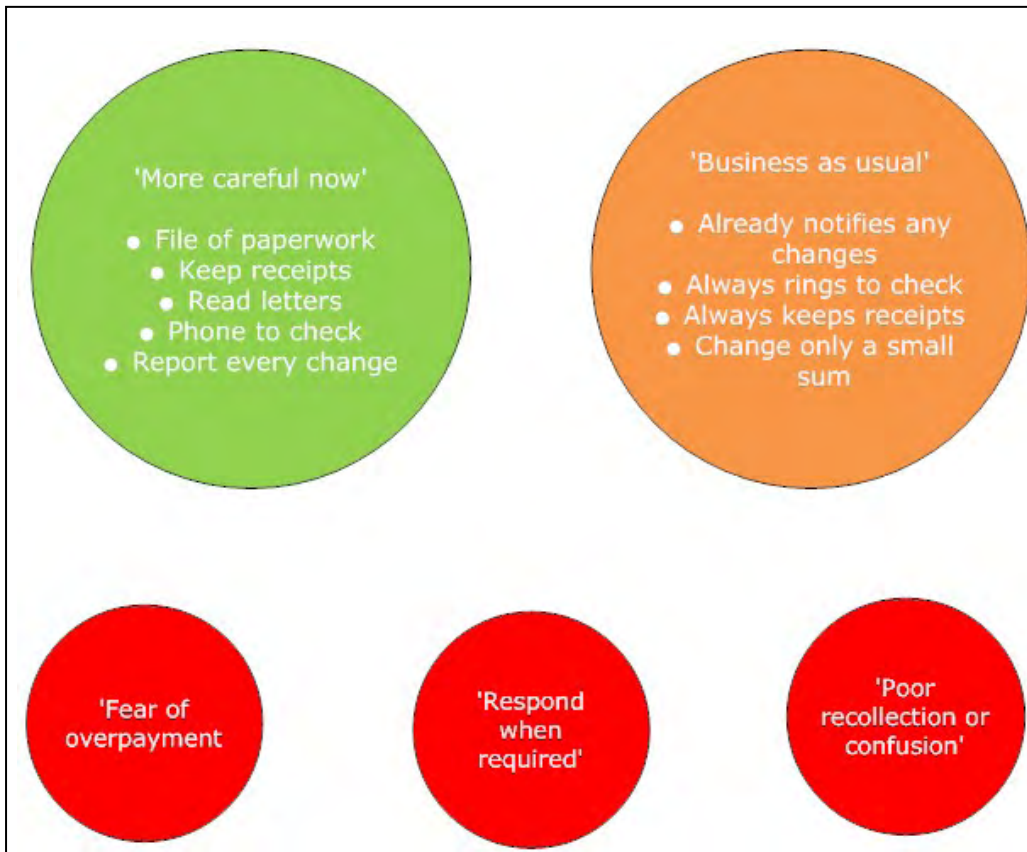 'More careful now'
● File of paperwork
● Keep receipts
● Read letters
● Phone to check
● Report every change
'Business as usual'
● Already notifies any
changes
● Always rings to check
● Always keeps receipts
● Change only a small
sum
'Fear of
overpayment
'Respond
when
required'
'Poor
recollection or
confusion'